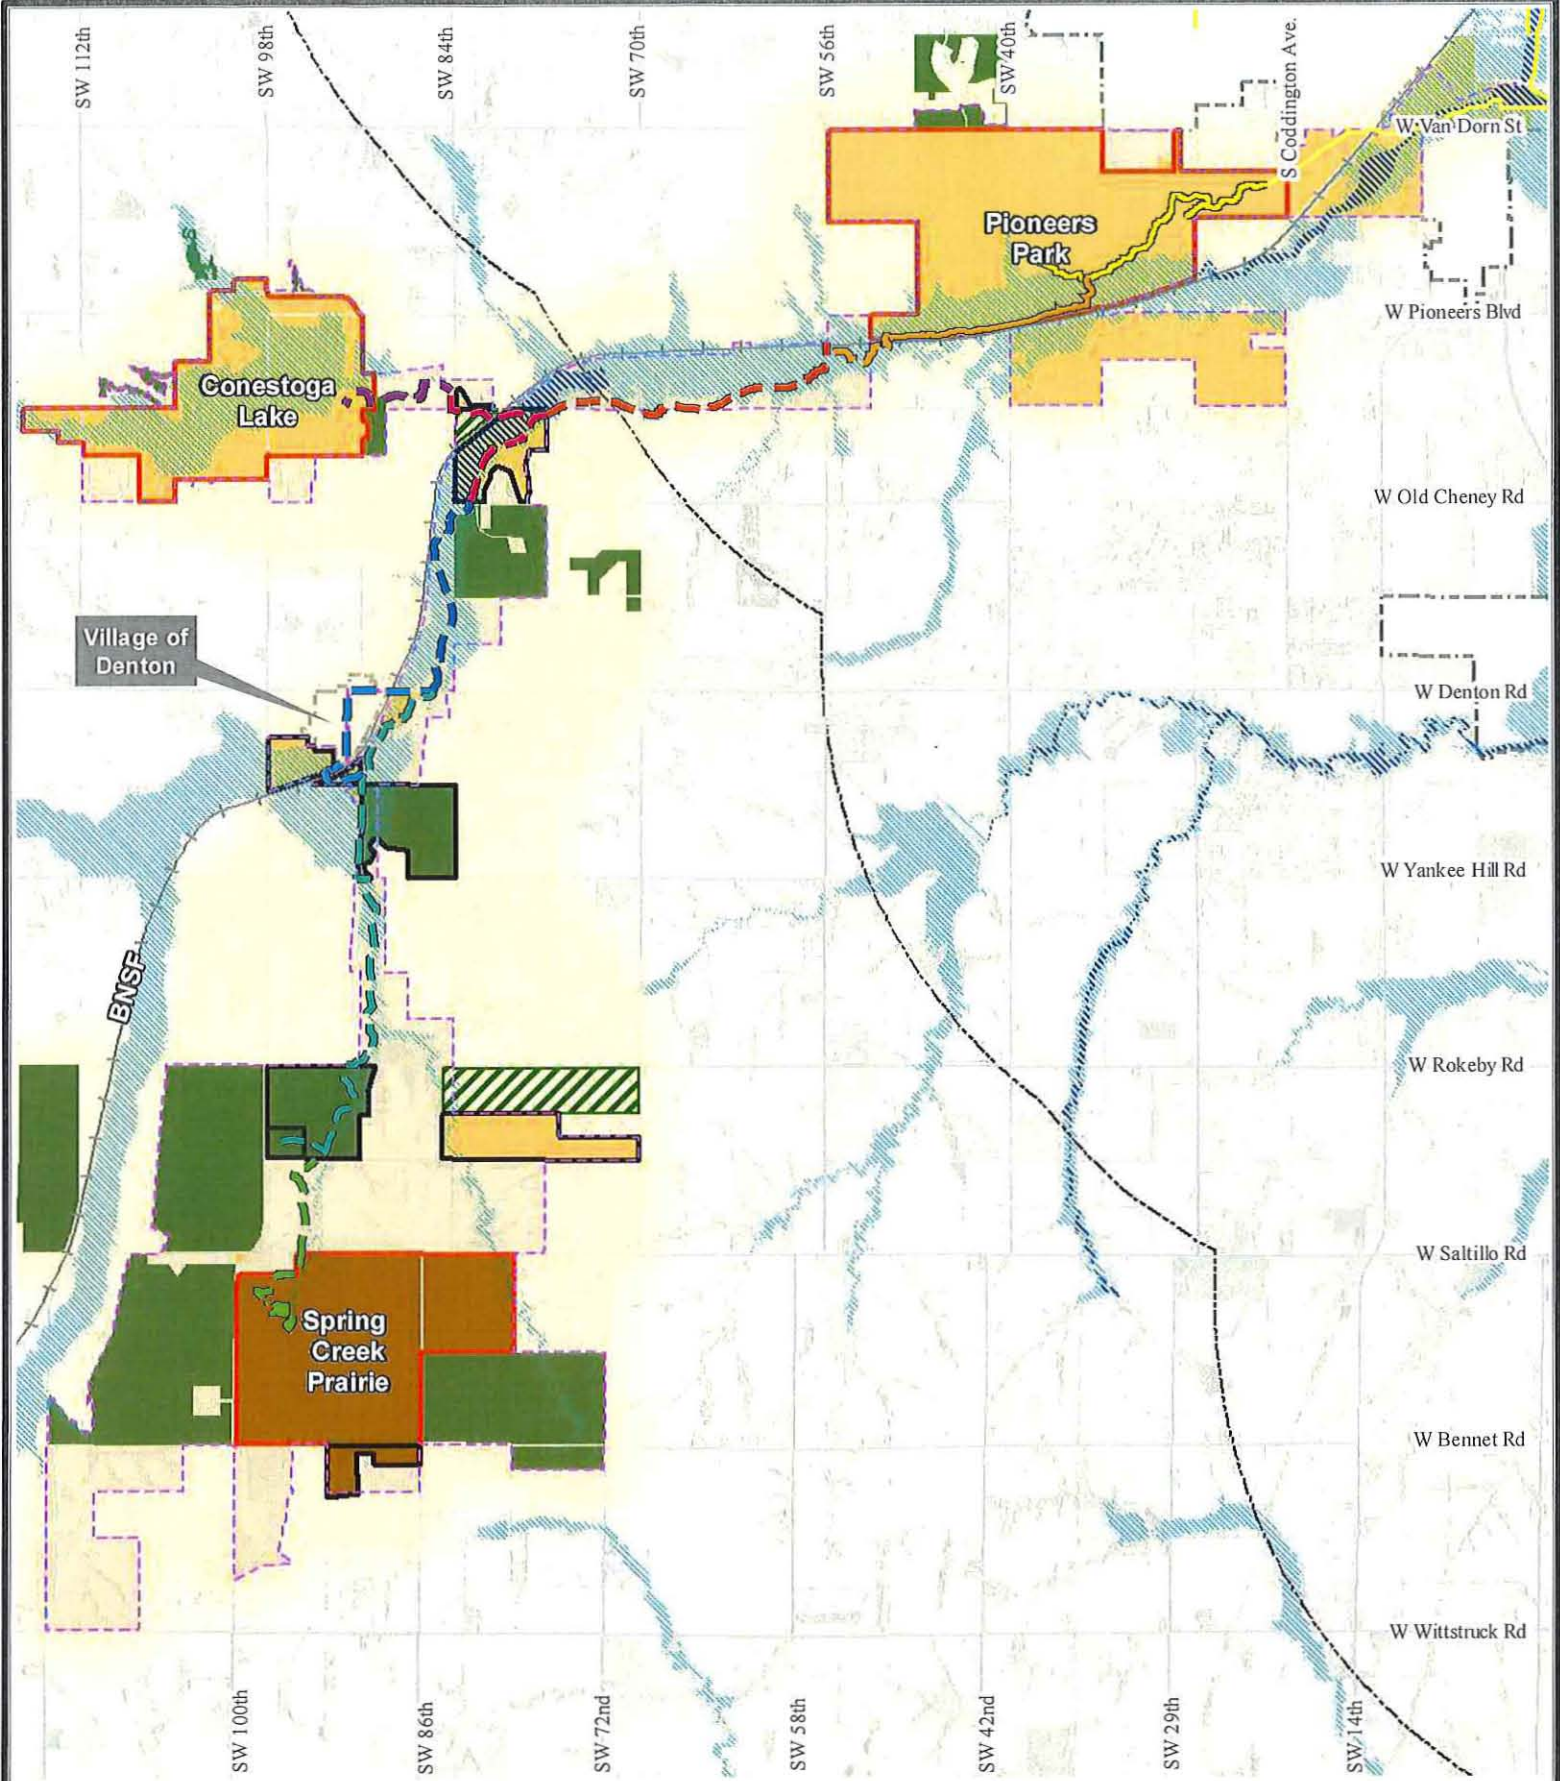 SW 112th
SW 98th
SW 84th
SW 70th
SW 56th
SW 40th
S Coddington Ave.
W Van Dorn St
Pioneers
Park
W Pioneers Blvd
Conestoga
Lake
W Old Cheney Rd
Village of
Denton
W Denton Rd
W Yankee Hill Rd
BNSF
W Rokeby Rd
W Saltillo Rd
Spring
Creek
Prairie
W Bennet Rd
W Wittstruck Rd
SW 100th
SW 86th
SW 72nd
SW 58th
SW 42nd
SW 29th
SW 14th